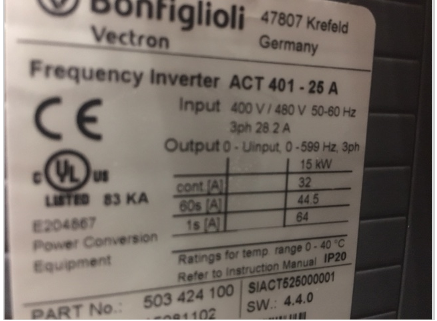 Bonfiglioli
Vectron
47807 Krefeld
Germany
Frequency Inverter ACT 401 - 25 A
CE
Input 400 V / 480 V 50-60 Hz
3ph 28.2 A
Output 0 - Uinput, 0 - 599 Hz, 3ph
15 kW
cont.[A] 32
60s [A] 44.5
1s [A] 64
c UL us
LISTED 83 KA
E204867
Power Conversion
Equipment
Ratings for temp. range 0 - 40 °C
Refer to Instruction Manual IP20
PART No.: 503 424 100
SIACT525000001
SW.: 4.4.0